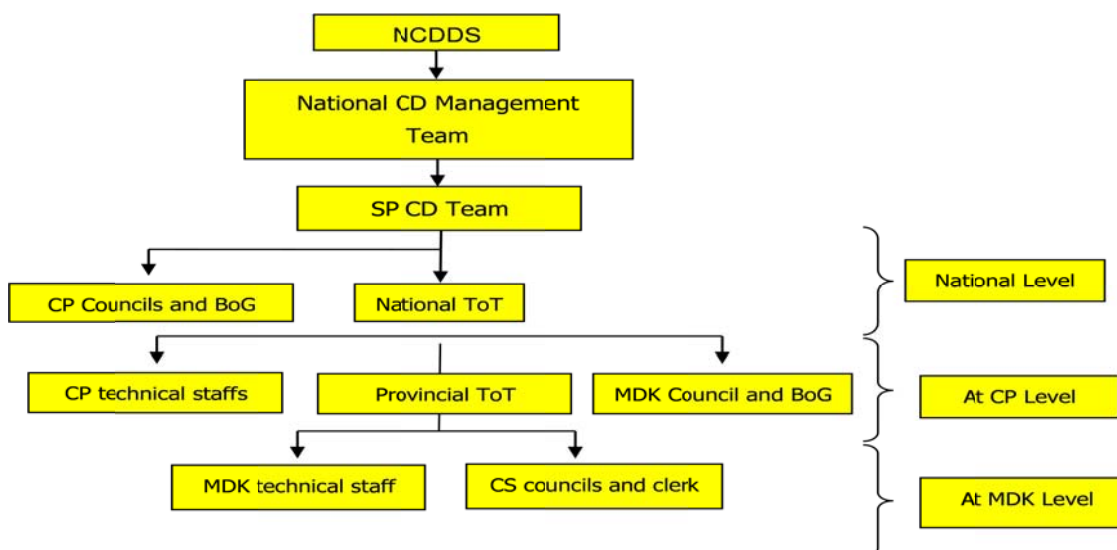 NCDDS
National CD Management
Team
SP CD Team
CP Councils and BoG
National ToT
National Level
CP technical staffs
Provincial ToT
MDK Council and BoG
At CP Level
MDK technical staff
CS councils and clerk
At MDK Level